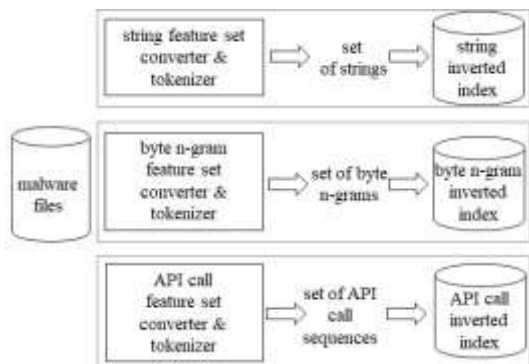 string feature set
converter &
tokenizer
set
of strings
string
inverted
index
malware
files
byte n-gram
feature set
converter &
tokenizer
set of byte
n-grams
byte n-gram
inverted
index
API call
feature set
converter &
tokenizer
set of API
call
sequences
API call
inverted
index